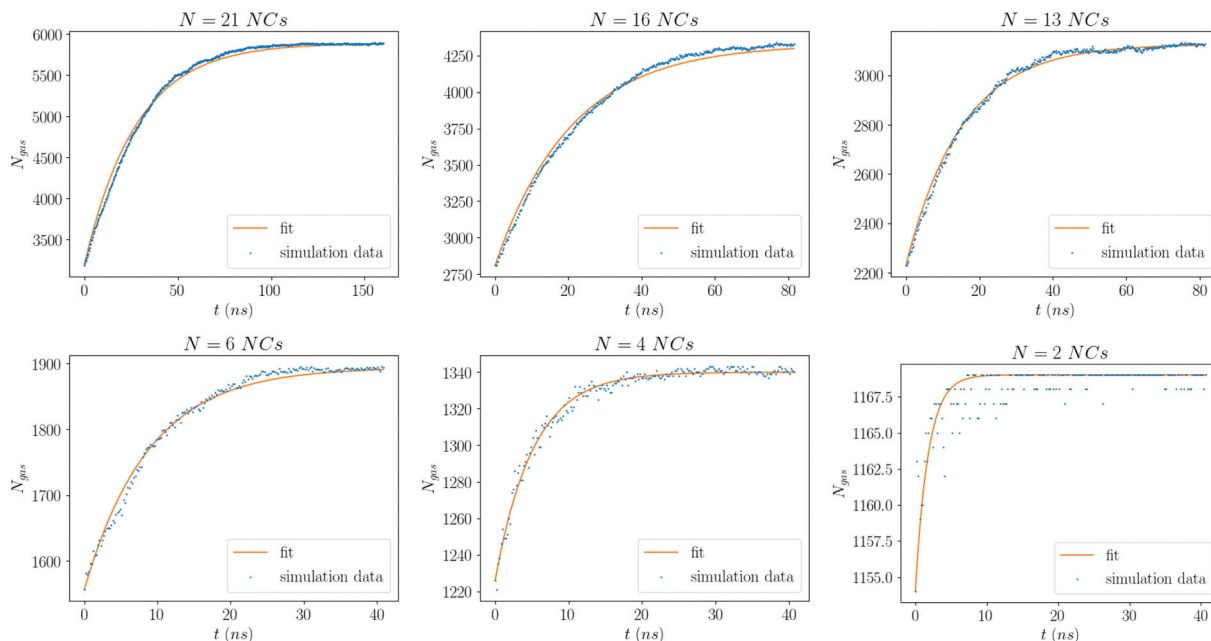 N = 21 NCs
6000
5500
5000
4500
4000
3500
N_gas
fit
simulation data
0 50 100 150
t (ns)
N = 16 NCs
4250
4000
3750
3500
3250
3000
2750
N_gas
fit
simulation data
0 20 40 60 80
t (ns)
N = 13 NCs
3000
2800
2600
2400
2200
N_gas
fit
simulation data
0 20 40 60 80
t (ns)
N = 6 NCs
1900
1800
1700
1600
N_gas
fit
simulation data
0 10 20 30 40
t (ns)
N = 4 NCs
1340
1320
1300
1280
1260
1240
1220
N_gas
fit
simulation data
0 10 20 30 40
t (ns)
N = 2 NCs
1167.5
1165.0
1162.5
1160.0
1157.5
1155.0
N_gas
fit
simulation data
0 10 20 30 40
t (ns)